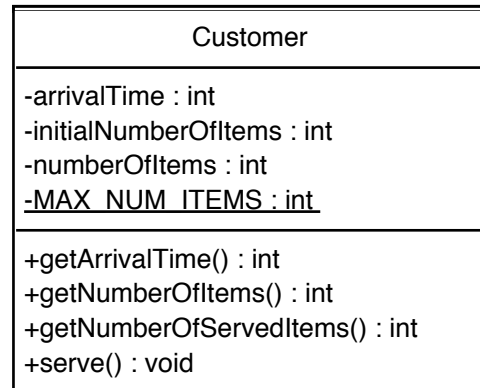 Customer
-arrivalTime : int
-initialNumberOfItems : int
-numberOfItems : int
-MAX_NUM_ITEMS : int
+getArrivalTime() : int
+getNumberOfItems() : int
+getNumberOfServedItems() : int
+serve() : void